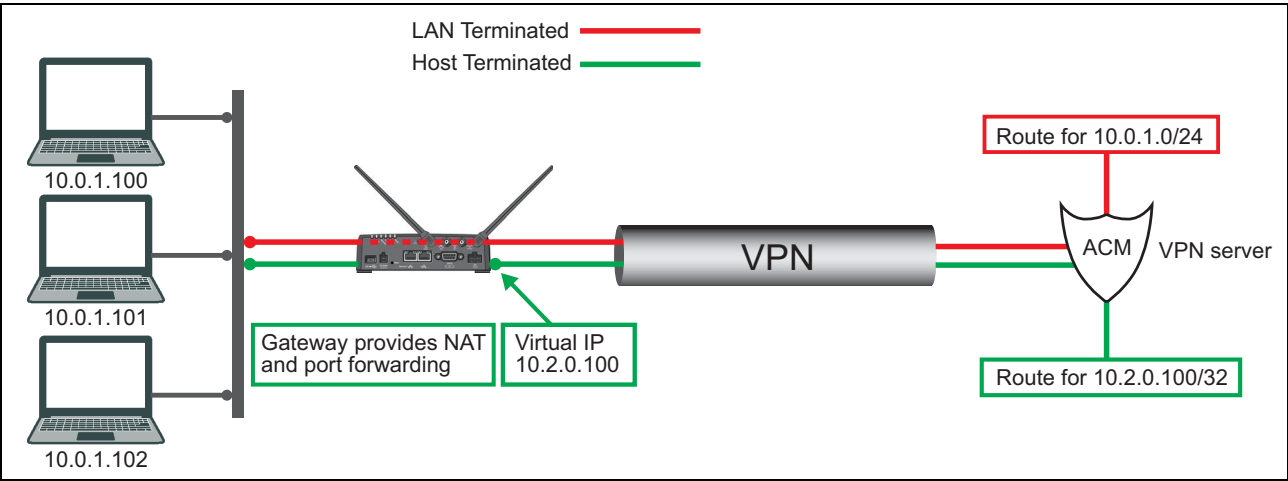 LAN Terminated
Host Terminated
10.0.1.100
10.0.1.101
10.0.1.102
Gateway provides NAT
and port forwarding
Virtual IP
10.2.0.100
VPN
Route for 10.0.1.0/24
ACM
VPN server
Route for 10.2.0.100/32